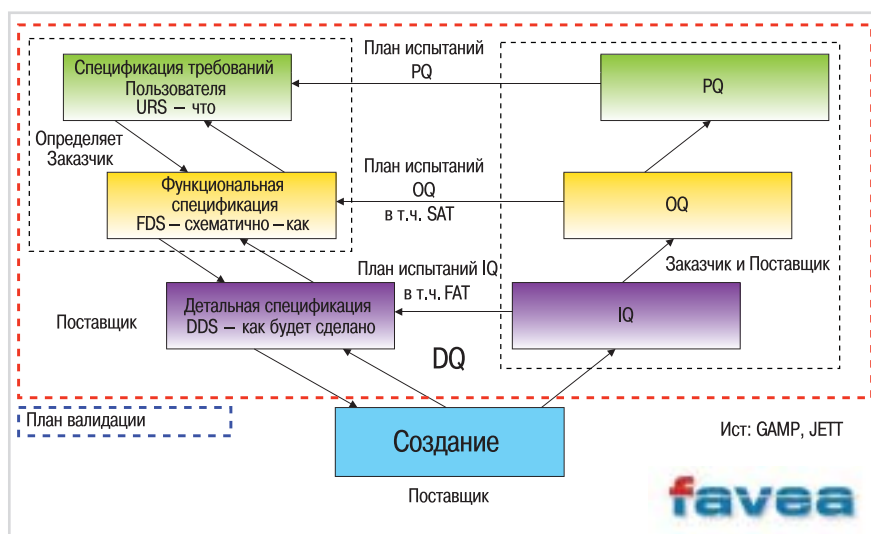 Спецификация требований
Пользователя
URS – что
План испытаний
PQ
PQ
Определяет
Заказчик
Функциональная
спецификация
FDS – схематично – как
План испытаний
OQ
в т.ч. SAT
OQ
Заказчик и Поставщик
План испытаний IQ
в т.ч. FAT
Поставщик
Детальная спецификация
DDS – как будет сделано
IQ
DQ
План валидации
Создание
Ист: GAMP, JETT
Поставщик
favea